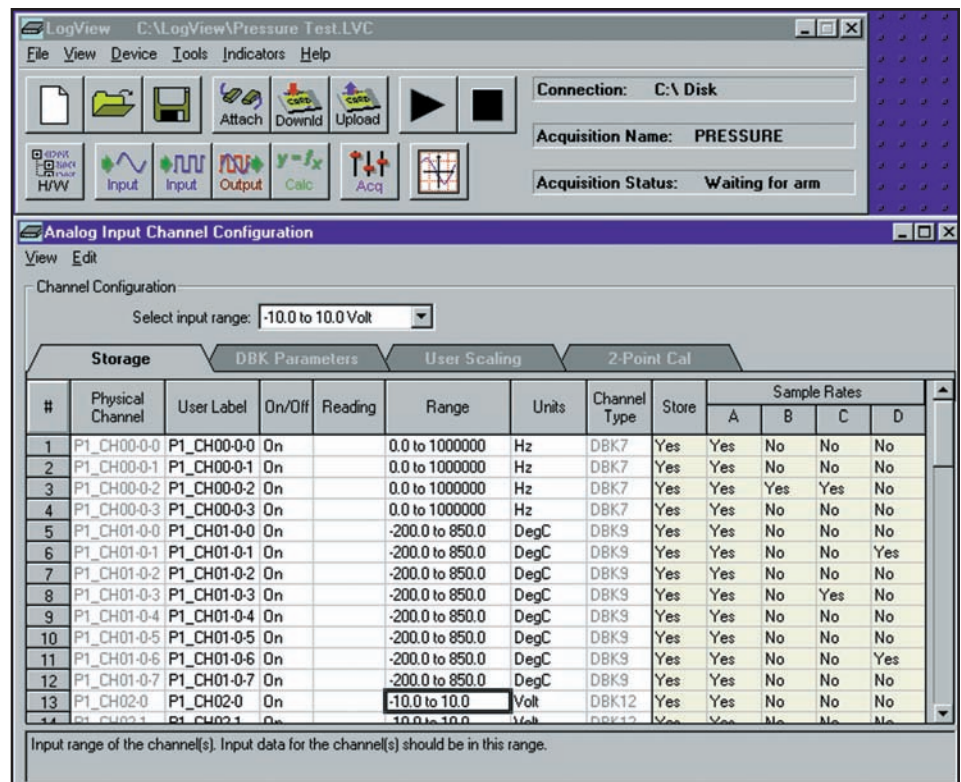 LogView C:\LogView\Pressure Test.LVC
File View Device Tools Indicators Help
Attach Downld Upload
Connection: C:\ Disk
Acquisition Name: PRESSURE
H/W Input Input Output Calc Acq
Acquisition Status: Waiting for arm
Analog Input Channel Configuration
View Edit
Channel Configuration
Select input range: -10.0 to 10.0 Volt
Storage DBK Parameters User Scaling 2-Point Cal
# Physical Channel User Label On/Off Reading Range Units Channel Type Store Sample Rates
A B C D
1 P1_CH00-0-0 P1_CH00-0-0 On 0.0 to 1000000 Hz DBK7 Yes Yes No No No
2 P1_CH00-0-1 P1_CH00-0-1 On 0.0 to 1000000 Hz DBK7 Yes Yes No No No
3 P1_CH00-0-2 P1_CH00-0-2 On 0.0 to 1000000 Hz DBK7 Yes Yes Yes Yes No
4 P1_CH00-0-3 P1_CH00-0-3 On 0.0 to 1000000 Hz DBK7 Yes Yes No No No
5 P1_CH01-0-0 P1_CH01-0-0 On -200.0 to 850.0 DegC DBK9 Yes Yes No No No
6 P1_CH01-0-1 P1_CH01-0-1 On -200.0 to 850.0 DegC DBK9 Yes Yes No No Yes
7 P1_CH01-0-2 P1_CH01-0-2 On -200.0 to 850.0 DegC DBK9 Yes Yes No No No
8 P1_CH01-0-3 P1_CH01-0-3 On -200.0 to 850.0 DegC DBK9 Yes Yes No Yes No
9 P1_CH01-0-4 P1_CH01-0-4 On -200.0 to 850.0 DegC DBK9 Yes Yes No No No
10 P1_CH01-0-5 P1_CH01-0-5 On -200.0 to 850.0 DegC DBK9 Yes Yes No No No
11 P1_CH01-0-6 P1_CH01-0-6 On -200.0 to 850.0 DegC DBK9 Yes Yes No No Yes
12 P1_CH01-0-7 P1_CH01-0-7 On -200.0 to 850.0 DegC DBK9 Yes Yes No No No
13 P1_CH02-0 P1_CH02-0 On -10.0 to 10.0 Volt DBK12 Yes Yes No No No
Input range of the channel(s). Input data for the channel(s) should be in this range.